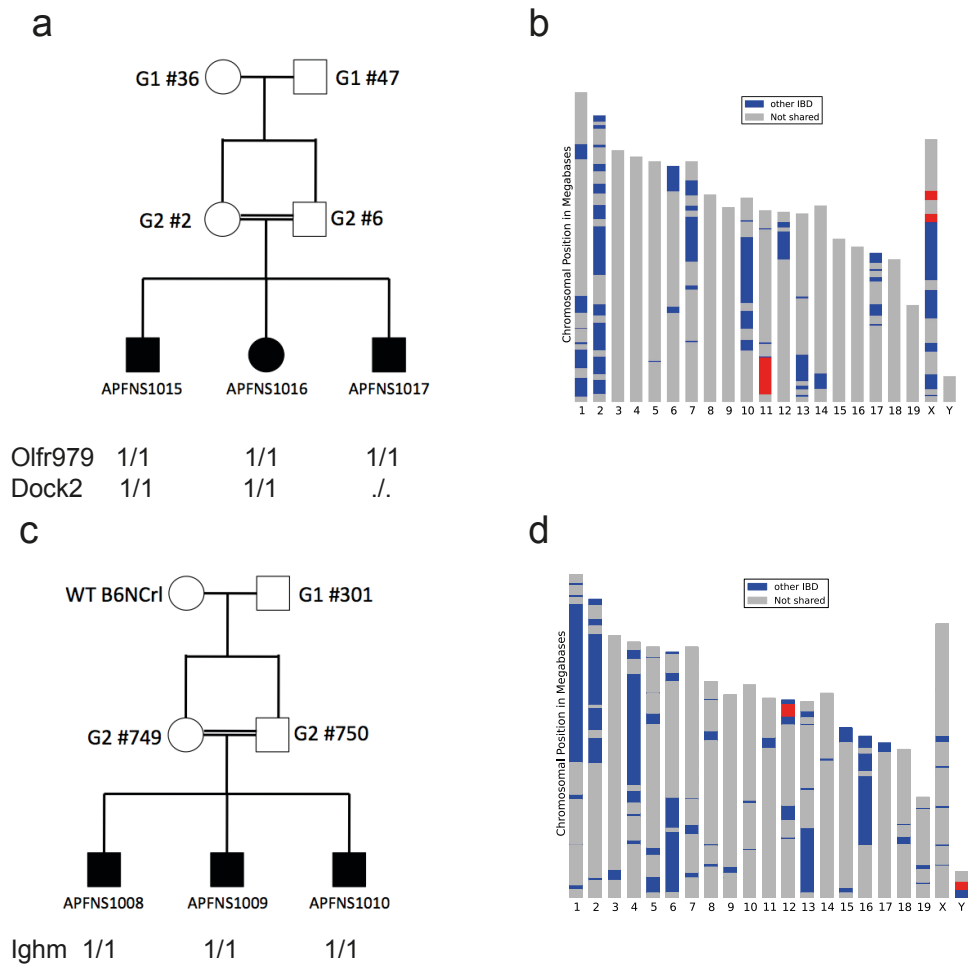 a
G1 #36
G1 #47
G2 #2
G2 #6
APFNS1015 APFNS1016 APFNS1017
Olfr979 1/1 1/1 1/1
Dock2 1/1 1/1 ./.
b
other IBD
Not shared
Chromosomal Position in Megabases
1 2 3 4 5 6 7 8 9 10 11 12 13 14 15 16 17 18 19 X Y
c
WT B6NCrl
G1 #301
G2 #749
G2 #750
APFNS1008 APFNS1009 APFNS1010
Ighm 1/1 1/1 1/1
d
other IBD
Not shared
Chromosomal Position in Megabases
1 2 3 4 5 6 7 8 9 10 11 12 13 14 15 16 17 18 19 X Y